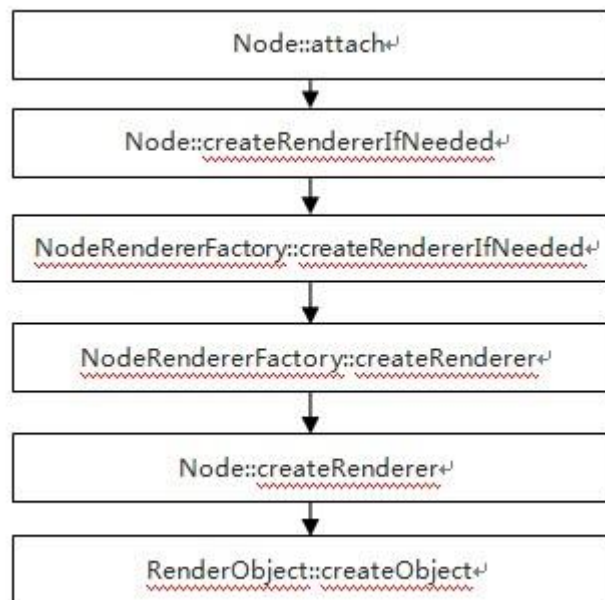 Node::attach↵
Node::createRendererIfNeeded↵
NodeRendererFactory::createRendererIfNeeded↵
NodeRendererFactory::createRenderer↵
Node::createRenderer↵
RenderObject::createObject↵